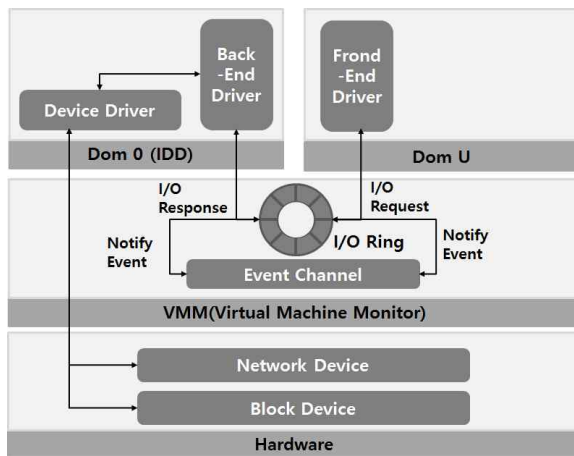 Back
-End
Driver
Device Driver
Dom 0 (IDD)
Frond
-End
Driver
Dom U
I/O
Response
I/O
Request
Notify
Event
I/O Ring
Notify
Event
Event Channel
VMM(Virtual Machine Monitor)
Network Device
Block Device
Hardware